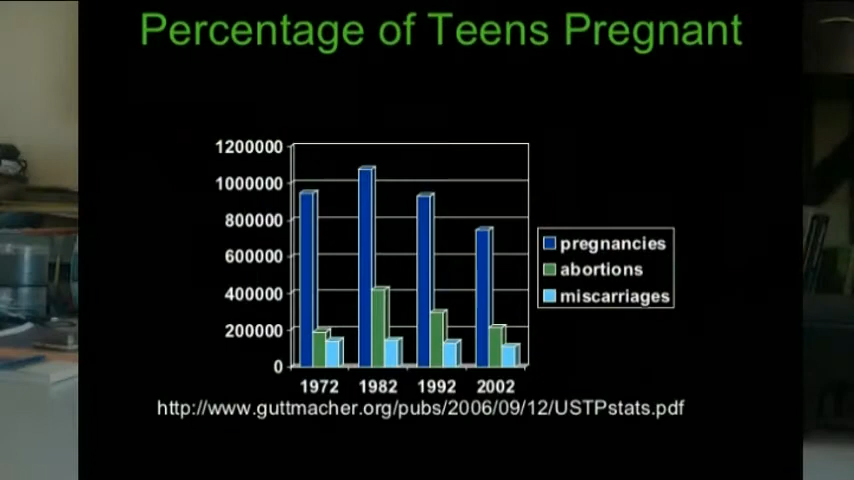 Percentage of Teens Pregnant
1200000
1000000
800000
600000
400000
200000
0
1972 1982 1992 2002
pregnancies
abortions
miscarriages
http://www.guttmacher.org/pubs/2006/09/12/USTPstats.pdf